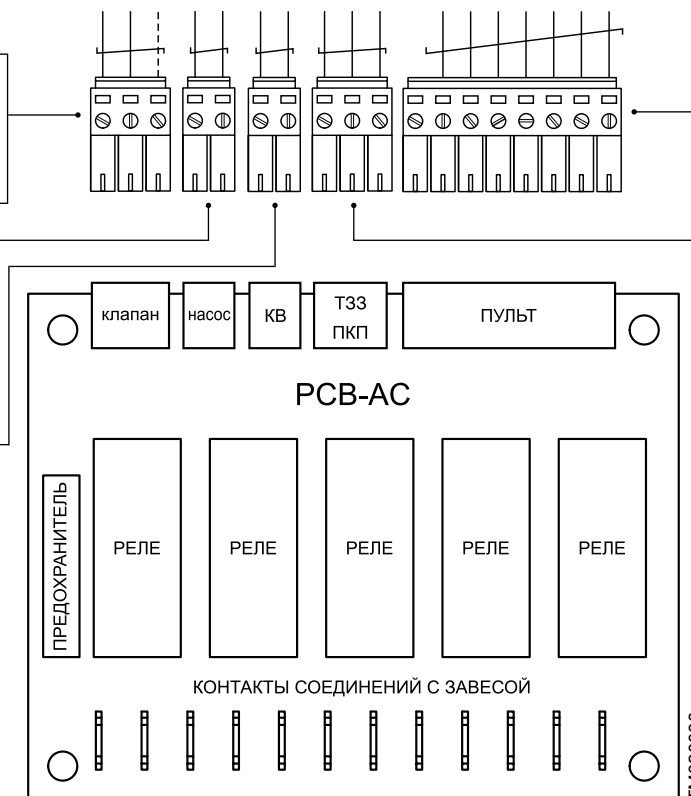 клапан
насос
КВ
ТЗЗ
ПКП
ПУЛЬТ
PCB-AC
ПРЕДОХРАНИТЕЛЬ
РЕЛЕ
РЕЛЕ
РЕЛЕ
РЕЛЕ
РЕЛЕ
КОНТАКТЫ СОЕДИНЕНИЙ С ЗАВЕСОЙ